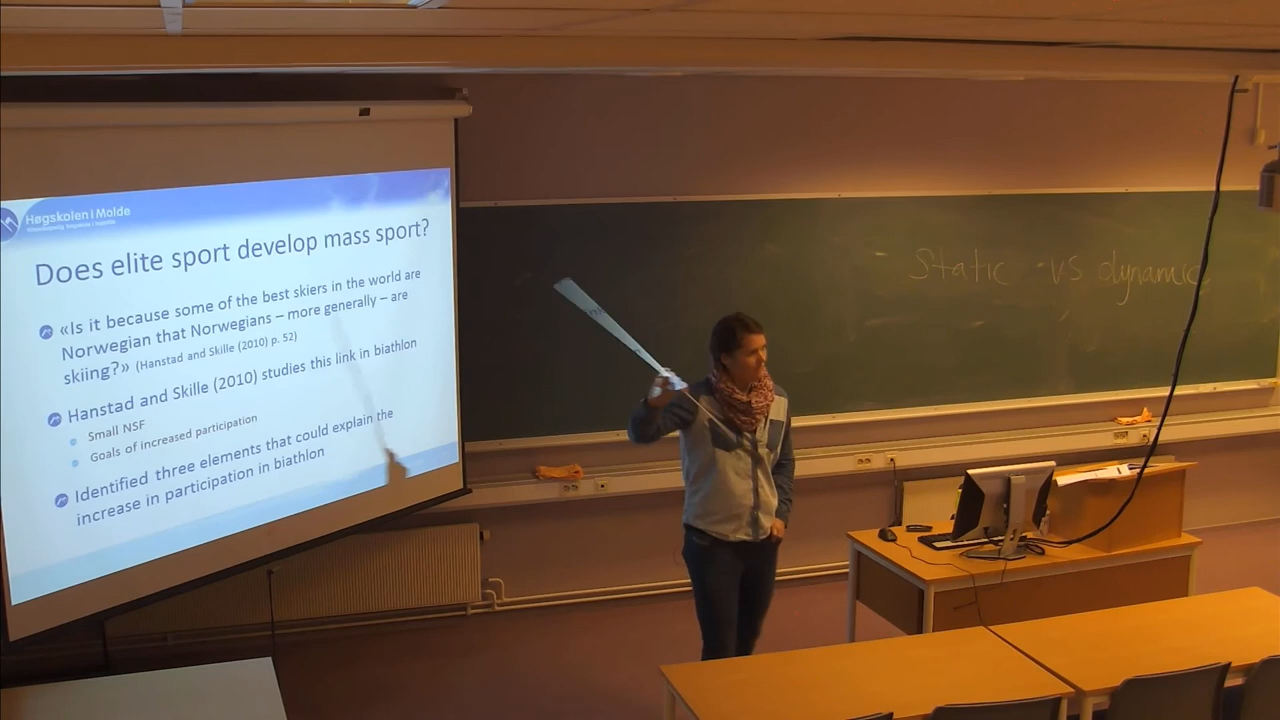 Høgskolen i Molde
Vitenskapelig høgskole i logistikk
Does elite sport develop mass sport?
«Is it because some of the best skiers in the world are
Norwegian that Norwegians – more generally – are
skiing?» (Hanstad and Skille (2010) p. 52)
Hanstad and Skille (2010) studies this link in biathlon
Small NSF
Goals of increased participation
Identified three elements that could explain the
increase in participation in biathlon
Static vs dynamic